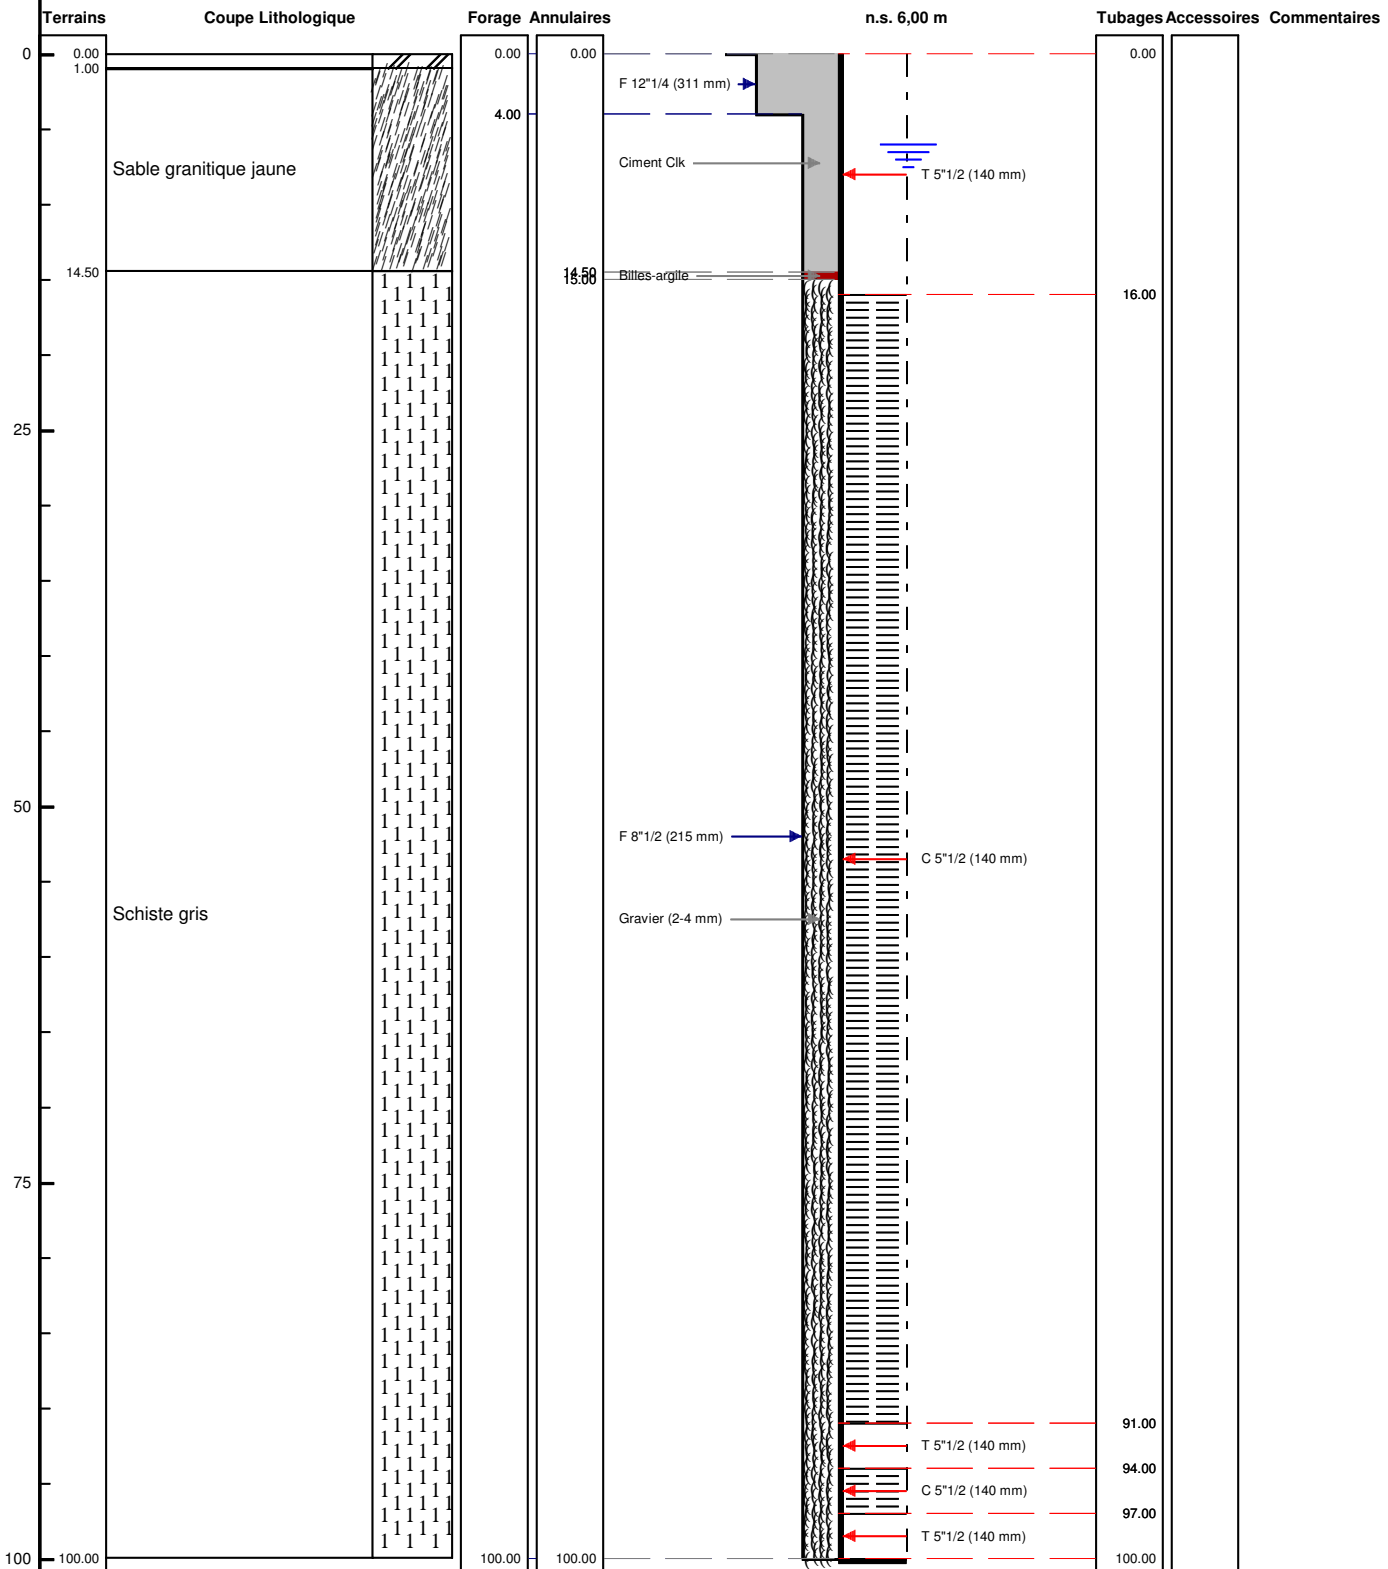 Terrains Coupe Lithologique Forage Annulaires n.s. 6,00 m Tubages Accessoires Commentaires
0 0.00 0.00 0.00 0.00
1.00
F 12"1/4 (311 mm)
4.00
Ciment Clk
Sable granitique jaune
T 5"1/2 (140 mm)
14.50 14.50
Billes-argile
15.00
16.00
25
50
F 8"1/2 (215 mm)
C 5"1/2 (140 mm)
Schiste gris
Gravier (2-4 mm)
75
91.00
T 5"1/2 (140 mm)
94.00
C 5"1/2 (140 mm)
97.00
T 5"1/2 (140 mm)
100 100.00 100.00 100.00 100.00